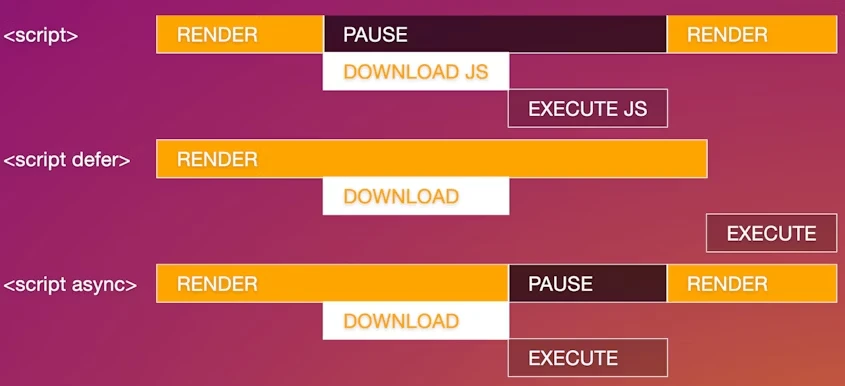 <script> RENDER PAUSE RENDER
DOWNLOAD JS
EXECUTE JS
<script defer> RENDER
DOWNLOAD
EXECUTE
<script async> RENDER PAUSE RENDER
DOWNLOAD
EXECUTE